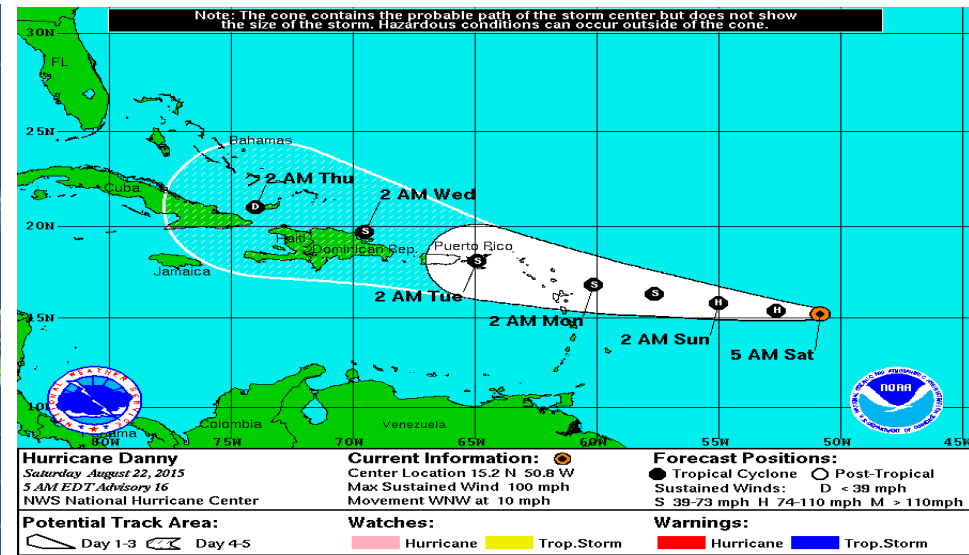 Note: The cone contains the probable path of the storm center but does not show
the size of the storm. Hazardous conditions can occur outside of the cone.
30N
FL
25N
Bahamas
2 AM Thu
2 AM Wed
Cuba
D
S
20N
Haiti
Dominican Rep.
Puerto Rico
Jamaica
S
S
S
H
H
2 AM Tue
2 AM Mon
2 AM Sun
5 AM Sat
15N
NATIONAL WEATHER SERVICE
NOAA
10N
Colombia
Venezuela
Panama
80W
75W
70W
65W
60W
55W
50W
45W
Hurricane Danny
Saturday August 22, 2015
5 AM EDT Advisory 16
NWS National Hurricane Center
Current Information:
Center Location 15.2 N 50.8 W
Max Sustained Wind 100 mph
Movement WNW at 10 mph
Forecast Positions:
Tropical Cyclone Post-Tropical
Sustained Winds: D < 39 mph
S 39-73 mph H 74-110 mph M > 110mph
Potential Track Area:
Day 1-3 Day 4-5
Watches:
Hurricane Trop.Storm
Warnings:
Hurricane Trop.Storm